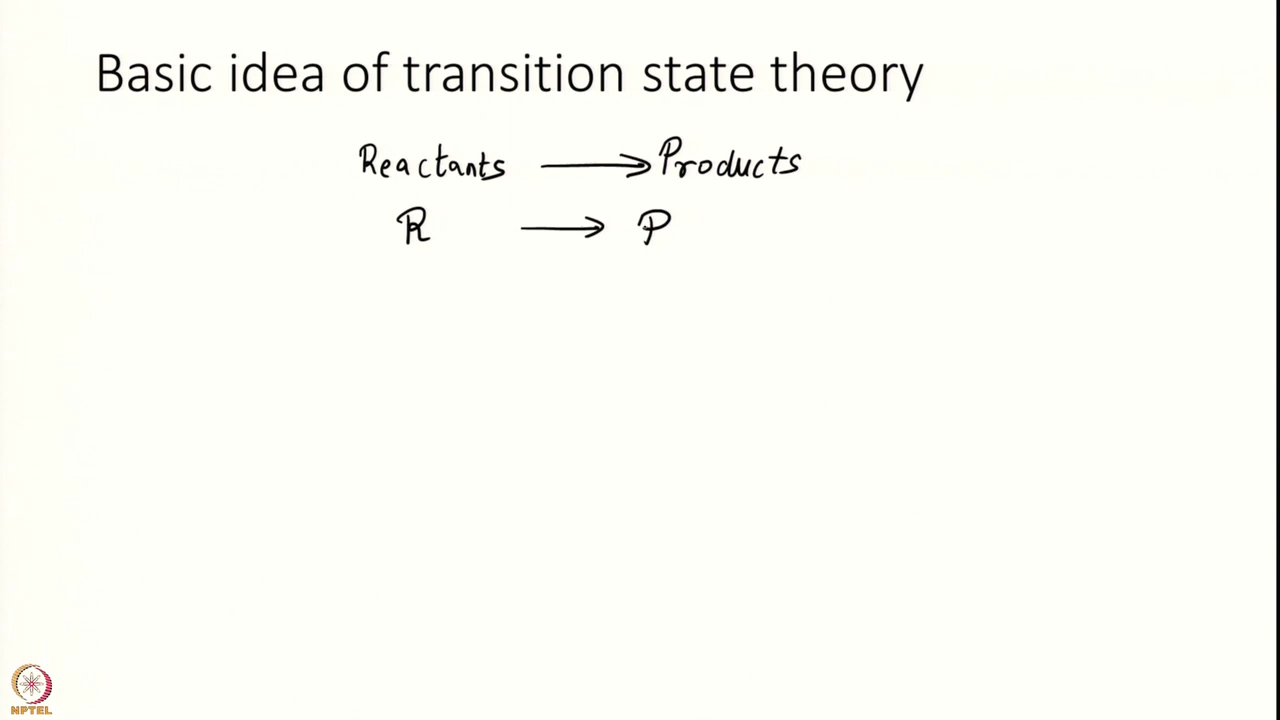 Basic idea of transition state theory
Reactants ⟶ Products
R ⟶ P
NPTEL